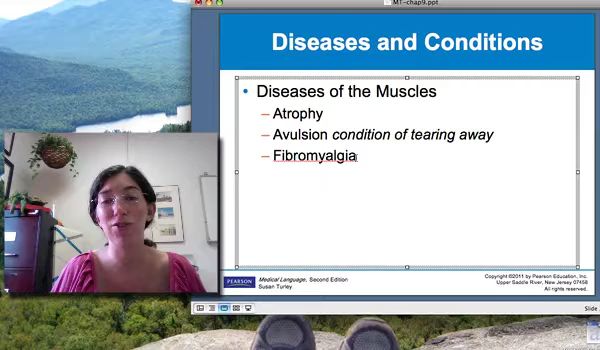 MT-chap9.ppt
Diseases and Conditions
• Diseases of the Muscles
– Atrophy
– Avulsion condition of tearing away
– Fibromyalgia
PEARSON
Medical Language, Second Edition
Susan Turley
Copyright ©2011 by Pearson Education, Inc.
Upper Saddle River, New Jersey 07458
All rights reserved.
Slide